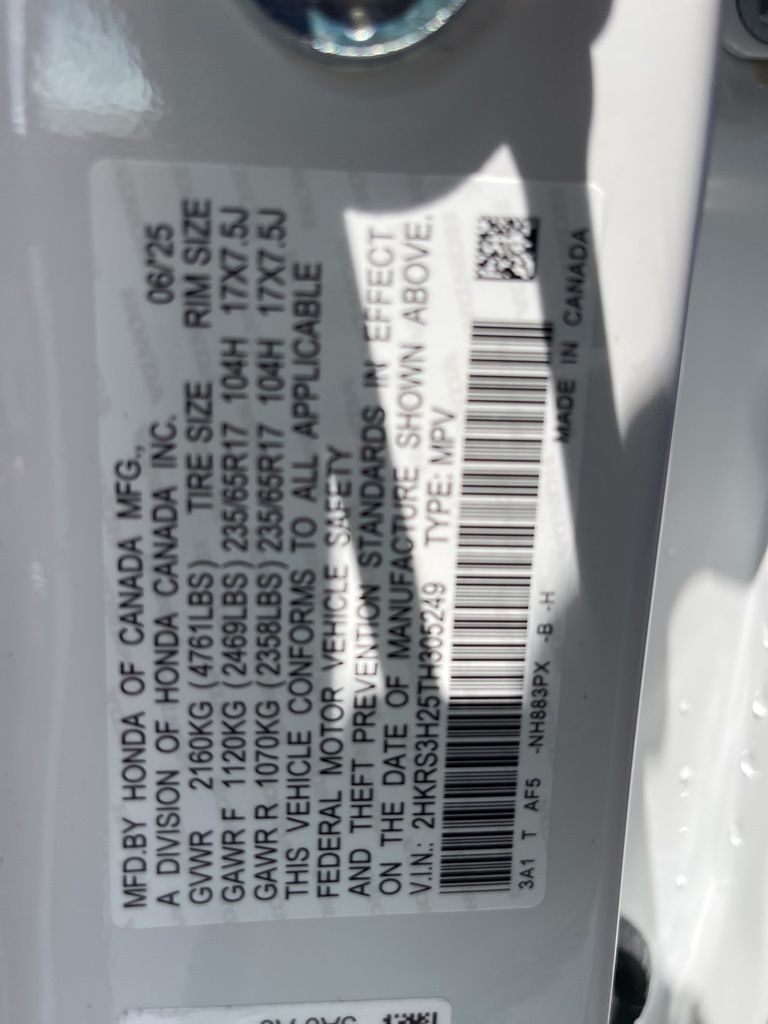 MFD.BY HONDA OF CANADA MFG., 06/'25
A DIVISION OF HONDA CANADA INC.
GVWR 2160KG (4761LBS) TIRE SIZE RIM SIZE
GAWR F 1120KG (2469LBS) 235/65R17 104H 17X7.5J
GAWR R 1070KG (2358LBS) 235/65R17 104H 17X7.5J
THIS VEHICLE CONFORMS TO ALL APPLICABLE
FEDERAL MOTOR VEHICLE SAFETY
AND THEFT PREVENTION STANDARDS IN EFFECT
ON THE DATE OF MANUFACTURE SHOWN ABOVE.
V.I.N.: 2HKRS3H25TH305249 TYPE: MPV
3A1 T AF5 -NH883PX -B -H MADE IN CANADA